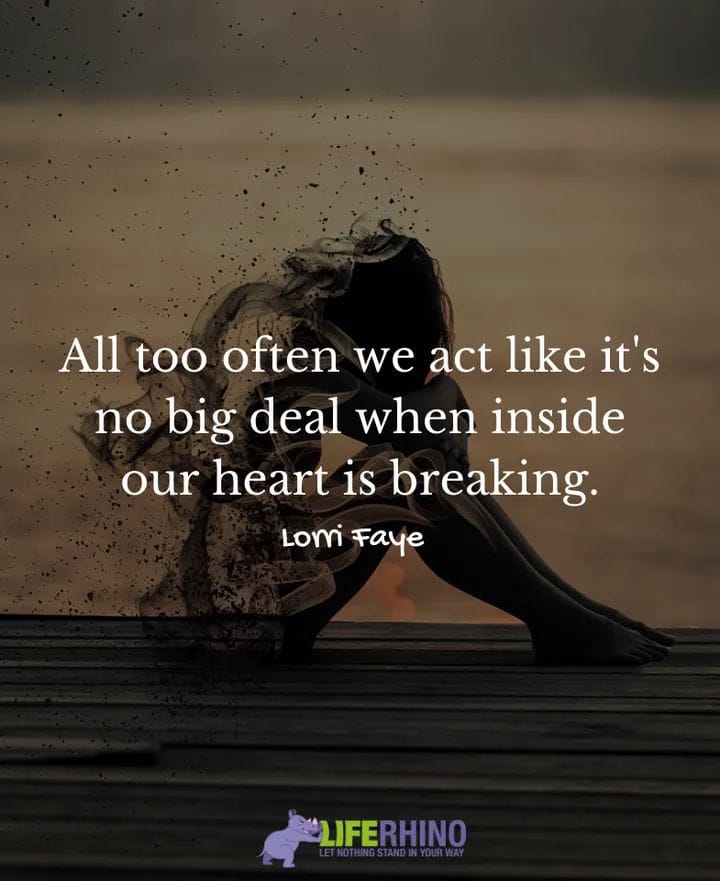 All too often we act like it's
no big deal when inside
our heart is breaking.
Lorri Faye
LIFERHINO
LET NOTHING STAND IN YOUR WAY